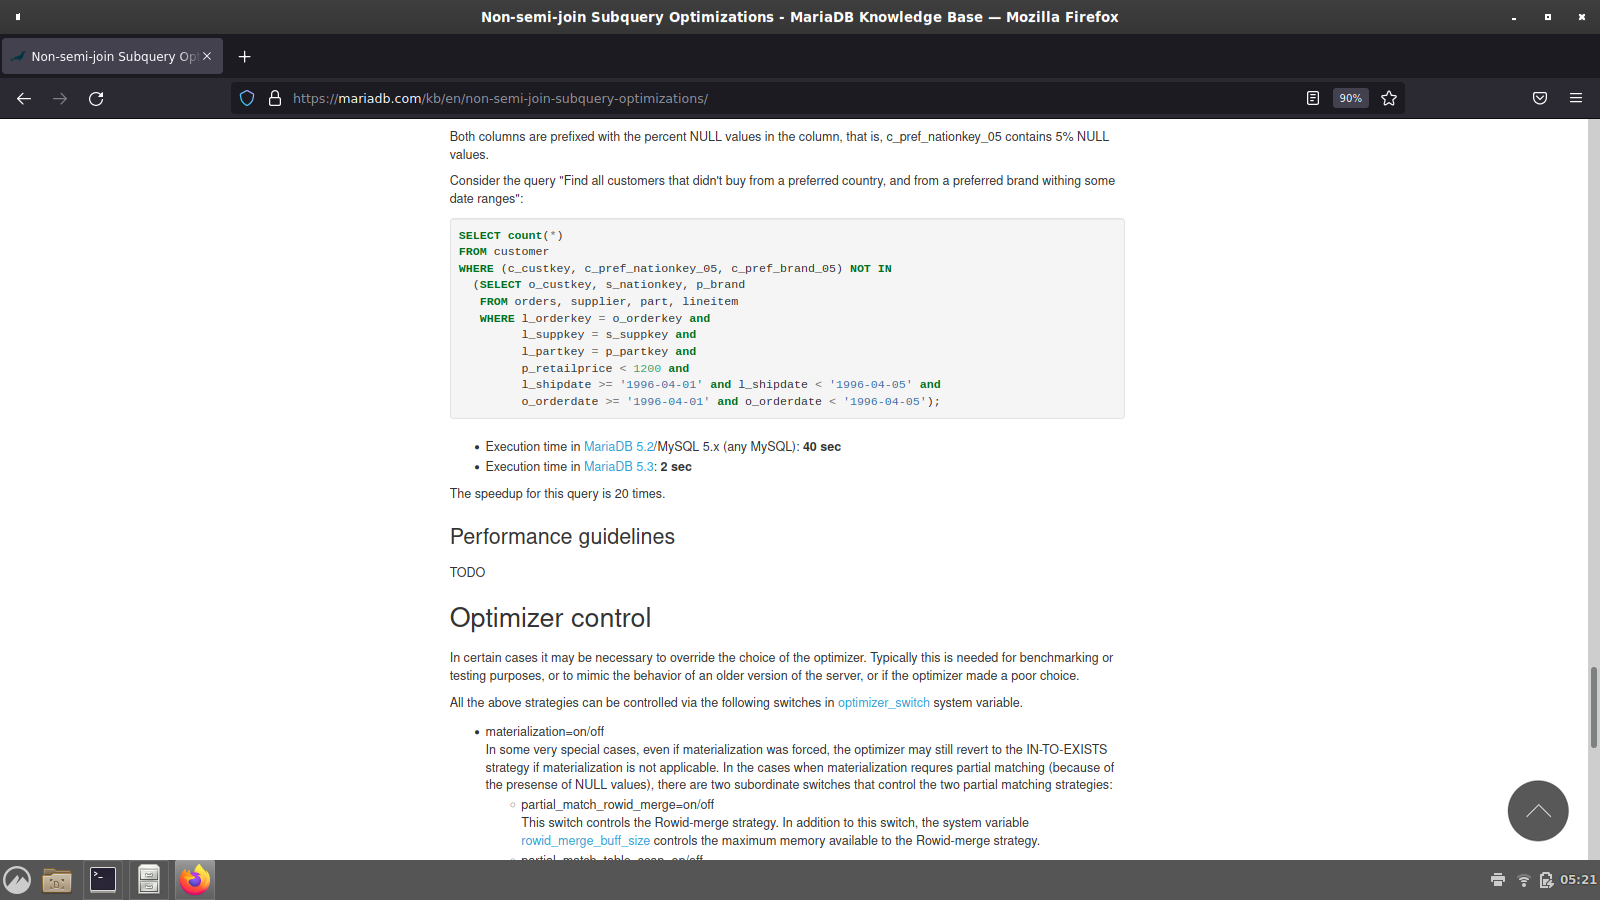 Non-semi-join Subquery Optimizations - MariaDB Knowledge Base — Mozilla Firefox
Non-semi-join Subquery Op
https://mariadb.com/kb/en/non-semi-join-subquery-optimizations/
90%
Both columns are prefixed with the percent NULL values in the column, that is, c_pref_nationkey_05 contains 5% NULL
values.
Consider the query "Find all customers that didn't buy from a preferred country, and from a preferred brand withing some
date ranges":
SELECT count(*)
FROM customer
WHERE (c_custkey, c_pref_nationkey_05, c_pref_brand_05) NOT IN
(SELECT o_custkey, s_nationkey, p_brand
FROM orders, supplier, part, lineitem
WHERE l_orderkey = o_orderkey and
l_suppkey = s_suppkey and
l_partkey = p_partkey and
p_retailprice < 1200 and
l_shipdate >= '1996-04-01' and l_shipdate < '1996-04-05' and
o_orderdate >= '1996-04-01' and o_orderdate < '1996-04-05');
• Execution time in MariaDB 5.2/MySQL 5.x (any MySQL): 40 sec
• Execution time in MariaDB 5.3: 2 sec
The speedup for this query is 20 times.
Performance guidelines
TODO
Optimizer control
In certain cases it may be necessary to override the choice of the optimizer. Typically this is needed for benchmarking or
testing purposes, or to mimic the behavior of an older version of the server, or if the optimizer made a poor choice.
All the above strategies can be controlled via the following switches in optimizer_switch system variable.
• materialization=on/off
In some very special cases, even if materialization was forced, the optimizer may still revert to the IN-TO-EXISTS
strategy if materialization is not applicable. In the cases when materialization requres partial matching (because of
the presence of NULL values), there are two subordinate switches that control the two partial matching strategies:
◦ partial_match_rowid_merge=on/off
This switch controls the Rowid-merge strategy. In addition to this switch, the system variable
rowid_merge_buff_size controls the maximum memory available to the Rowid-merge strategy.
◦ partial_match_table_scan=on/off
05:21